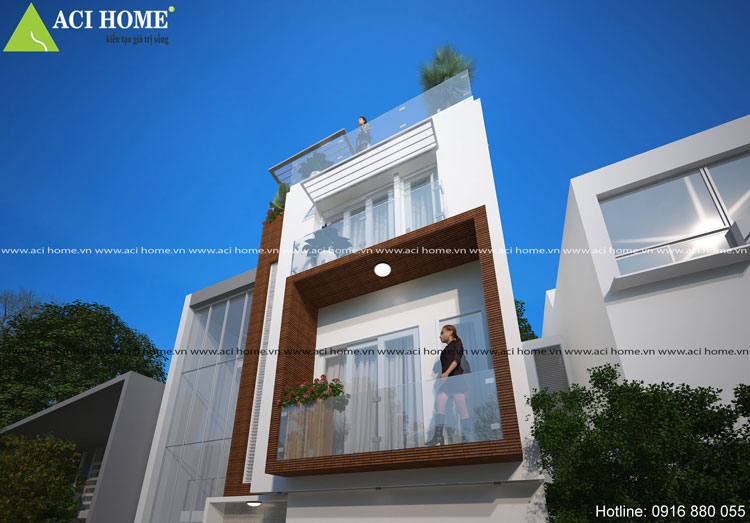 ACI HOME®
kiến tạo giá trị sống
www.aci home.vn www.aci home.vn www.aci home.vn www.aci home.vn www.aci home.vn www.aci home.vn www.aci home.vn www.aci home.vn
www.aci home.vn www.aci home.vn www.aci home.vn www.aci home.vn www.aci home.vn www.aci home.vn
Hotline: 0916 880 055